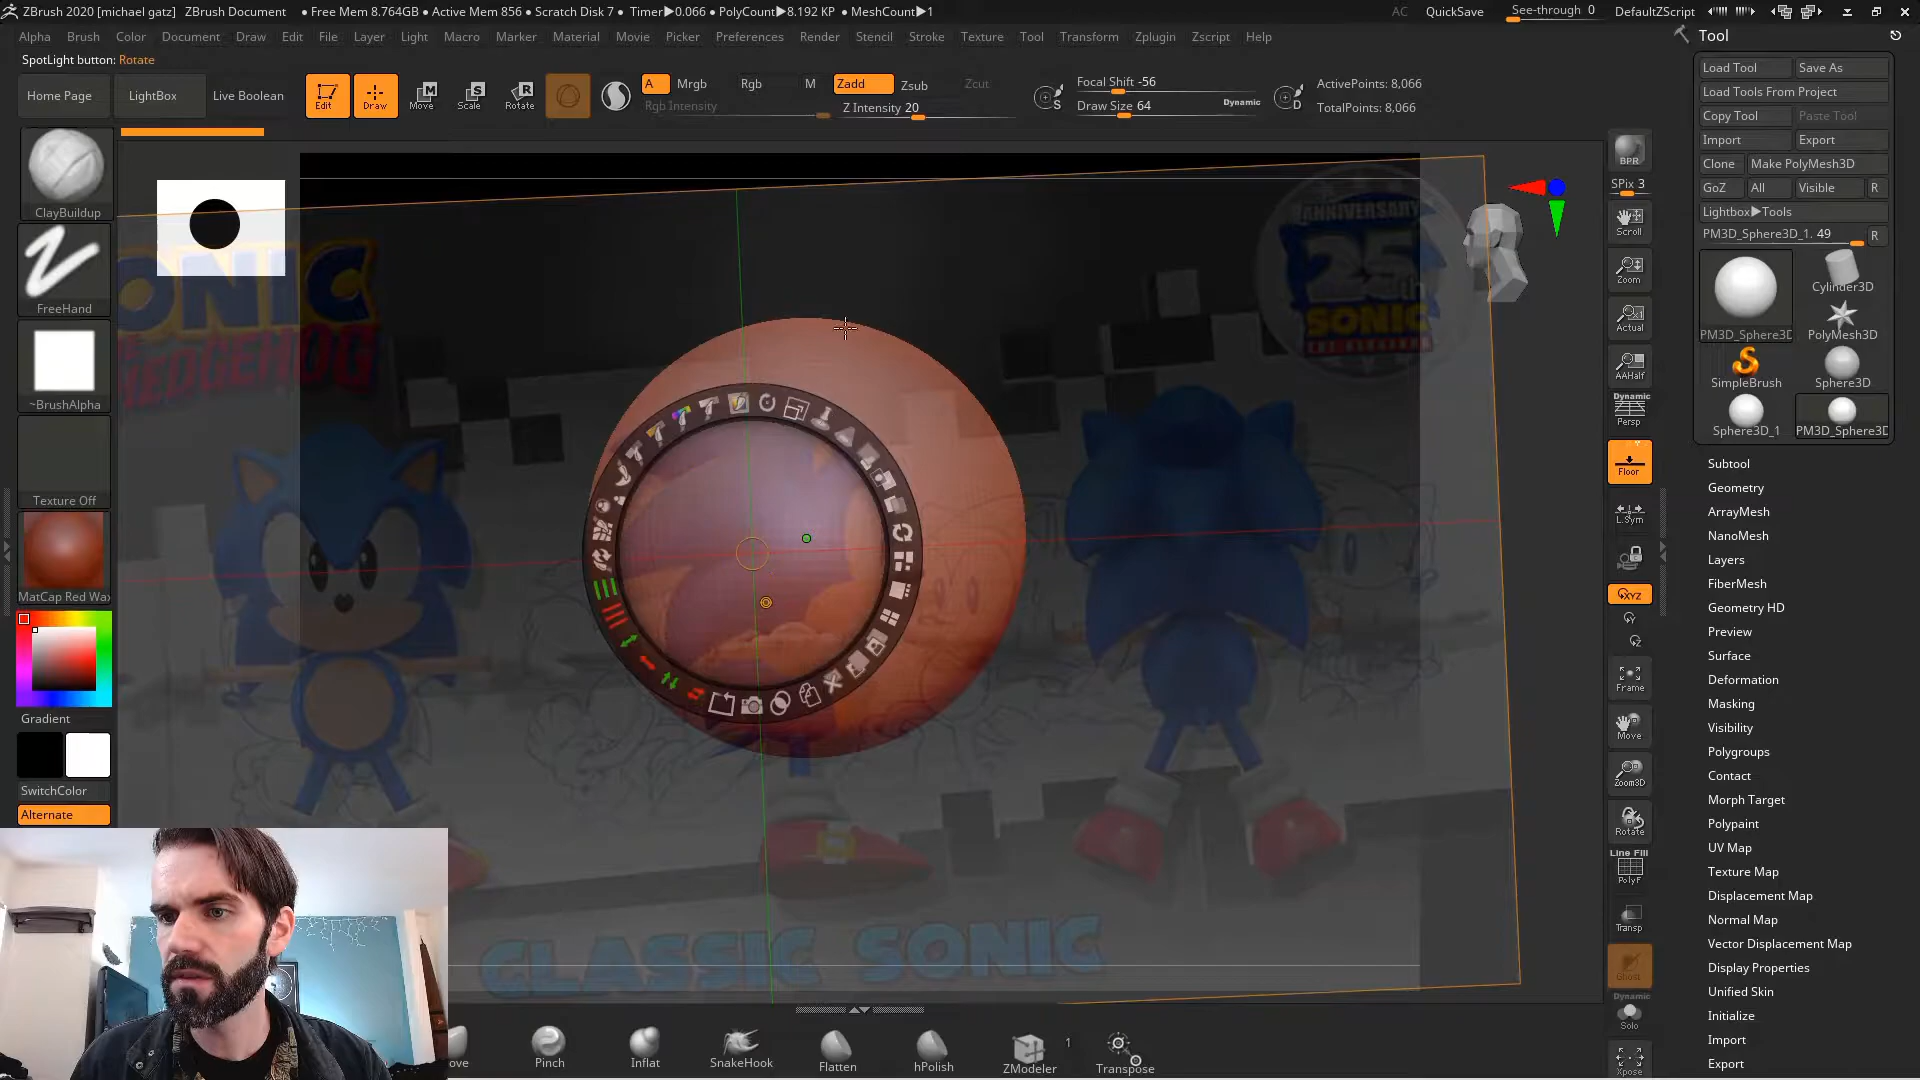 ZBrush 2020 [michael gatz] ZBrush Document ● Free Mem 8.764GB ● Active Mem 856 ● Scratch Disk 7 ● Timer▶0.066 ● PolyCount▶8.192 KP ● MeshCount▶1 AC QuickSave See-through 0 DefaultZScript
Alpha Brush Color Document Draw Edit File Layer Light Macro Marker Material Movie Picker Preferences Render Stencil Stroke Texture Tool Transform Zplugin Zscript Help
SpotLight button: Rotate
Home Page LightBox Live Boolean Edit Draw Move Scale Rotate
A Mrgb Rgb M Zadd Zsub Zcut
Rgb Intensity Z Intensity 20
Focal Shift -56
Draw Size 64 Dynamic
S D
ActivePoints: 8,066
TotalPoints: 8,066
ClayBuildup
FreeHand
~BrushAlpha
Texture Off
MatCap Red Wax
Gradient
SwitchColor
Alternate
ONIC
HEDGEHOG
ANNIVERSARY
25th
SONIC
THE HEDGEHOG
CLASSIC SONIC
ove Pinch Inflat SnakeHook Flatten hPolish ZModeler 1 Transpose
BPR
SPix 3
Scroll
Zoom
Actual
AAHalf
Dynamic
Persp
Floor
L.Sym
XYZ
Y
Z
Frame
Move
Zoom3D
Rotate
Line Fill
PolyF
Transp
Ghost
Dynamic
Solo
Xpose
Tool
Load Tool Save As
Load Tools From Project
Copy Tool Paste Tool
Import Export
Clone Make PolyMesh3D
GoZ All Visible R
Lightbox▶Tools
PM3D_Sphere3D_1. 49 R
PM3D_Sphere3D Cylinder3D
PolyMesh3D
SimpleBrush Sphere3D
Sphere3D_1 PM3D_Sphere3D
Subtool
Geometry
ArrayMesh
NanoMesh
Layers
FiberMesh
Geometry HD
Preview
Surface
Deformation
Masking
Visibility
Polygroups
Contact
Morph Target
Polypaint
UV Map
Texture Map
Displacement Map
Normal Map
Vector Displacement Map
Display Properties
Unified Skin
Initialize
Import
Export